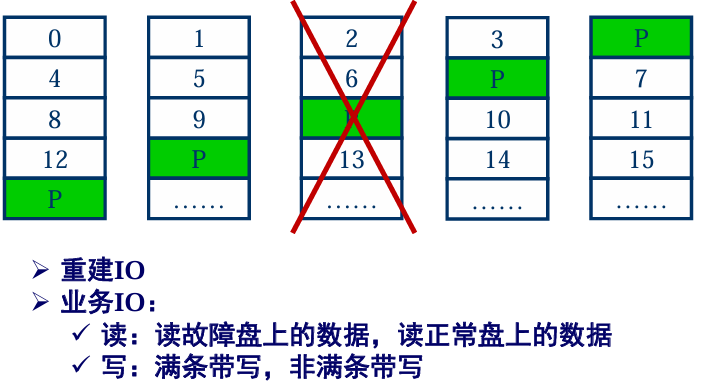 0 1 2 3 P
4 5 6 P 7
8 9 10 11
12 P 13 14 15
P …… …… …… ……
➢ 重建IO
➢ 业务IO：
✓ 读：读故障盘上的数据，读正常盘上的数据
✓ 写：满条带写，非满条带写